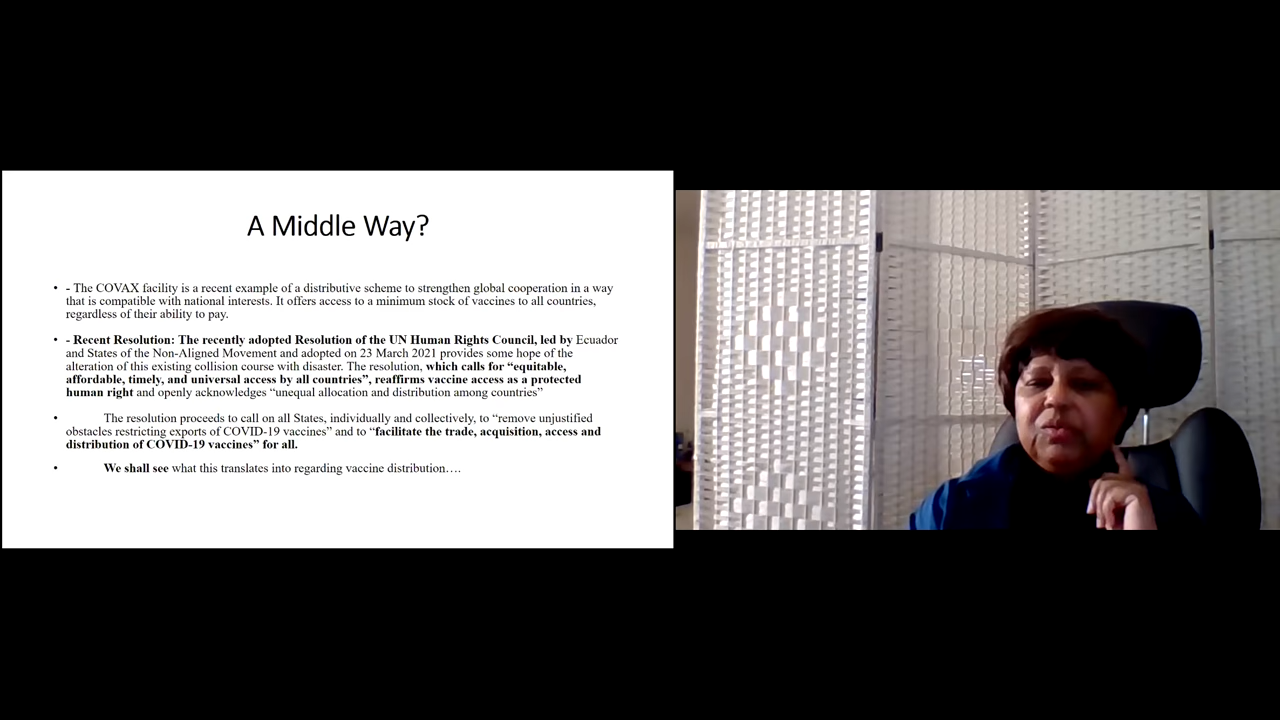 A Middle Way?
• - The COVAX facility is a recent example of a distributive scheme to strengthen global cooperation in a way
that is compatible with national interests. It offers access to a minimum stock of vaccines to all countries,
regardless of their ability to pay.
• - Recent Resolution: The recently adopted Resolution of the UN Human Rights Council, led by Ecuador
and States of the Non-Aligned Movement and adopted on 23 March 2021 provides some hope of the
alteration of this existing collision course with disaster. The resolution, which calls for “equitable,
affordable, timely, and universal access by all countries”, reaffirms vaccine access as a protected
human right and openly acknowledges “unequal allocation and distribution among countries”
• The resolution proceeds to call on all States, individually and collectively, to “remove unjustified
obstacles restricting exports of COVID-19 vaccines” and to “facilitate the trade, acquisition, access and
distribution of COVID-19 vaccines” for all.
• We shall see what this translates into regarding vaccine distribution….